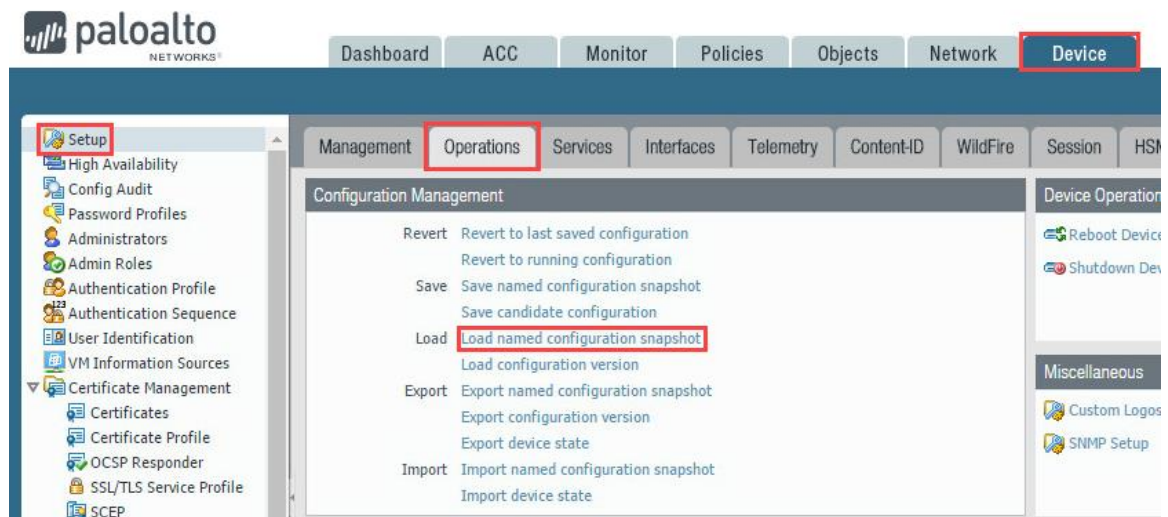 paloalto
NETWORKS®
Dashboard ACC Monitor Policies Objects Network Device
Setup
High Availability
Config Audit
Password Profiles
Administrators
Admin Roles
Authentication Profile
Authentication Sequence
User Identification
VM Information Sources
Certificate Management
Certificates
Certificate Profile
OCSP Responder
SSL/TLS Service Profile
SCEP
Management Operations Services Interfaces Telemetry Content-ID WildFire Session HSM
Configuration Management
Revert Revert to last saved configuration
Revert to running configuration
Save Save named configuration snapshot
Save candidate configuration
Load Load named configuration snapshot
Load configuration version
Export Export named configuration snapshot
Export configuration version
Export device state
Import Import named configuration snapshot
Import device state
Device Operation
Reboot Device
Shutdown Dev
Miscellaneous
Custom Logos
SNMP Setup